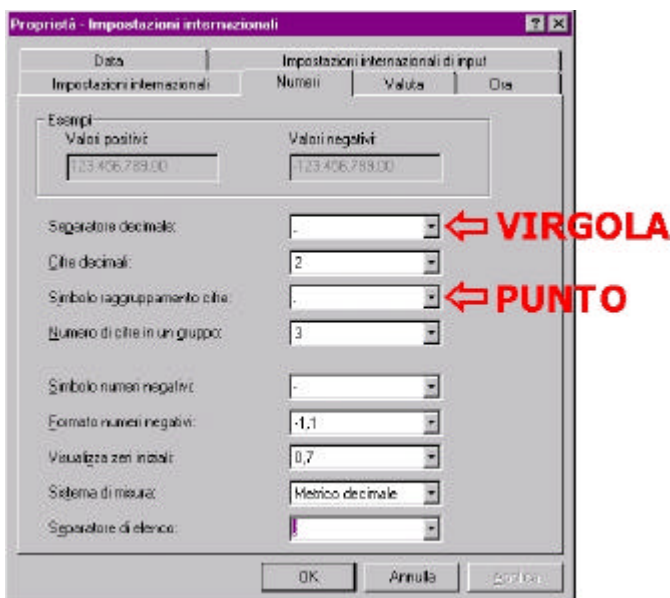 Proprietà - Impostazioni internazionali
Data
Impostazioni internazionali di input
Impostazioni internazionali
Numeri
Valuta
Ora
Esempi
Valori positivi:
Valori negativi:
123.456.789,00
-123.456.789,00
Separatore decimale:
,
VIRGOLA
Cifre decimali:
2
Simbolo raggruppamento cifre:
.
PUNTO
Numero di cifre in un gruppo:
3
Simbolo numeri negativi:
-
Formato numeri negativi:
-1,1
Visualizza zeri iniziali:
0,7
Sistema di misura:
Metrico decimale
Separatore di elenco:
OK
Annulla
Applica